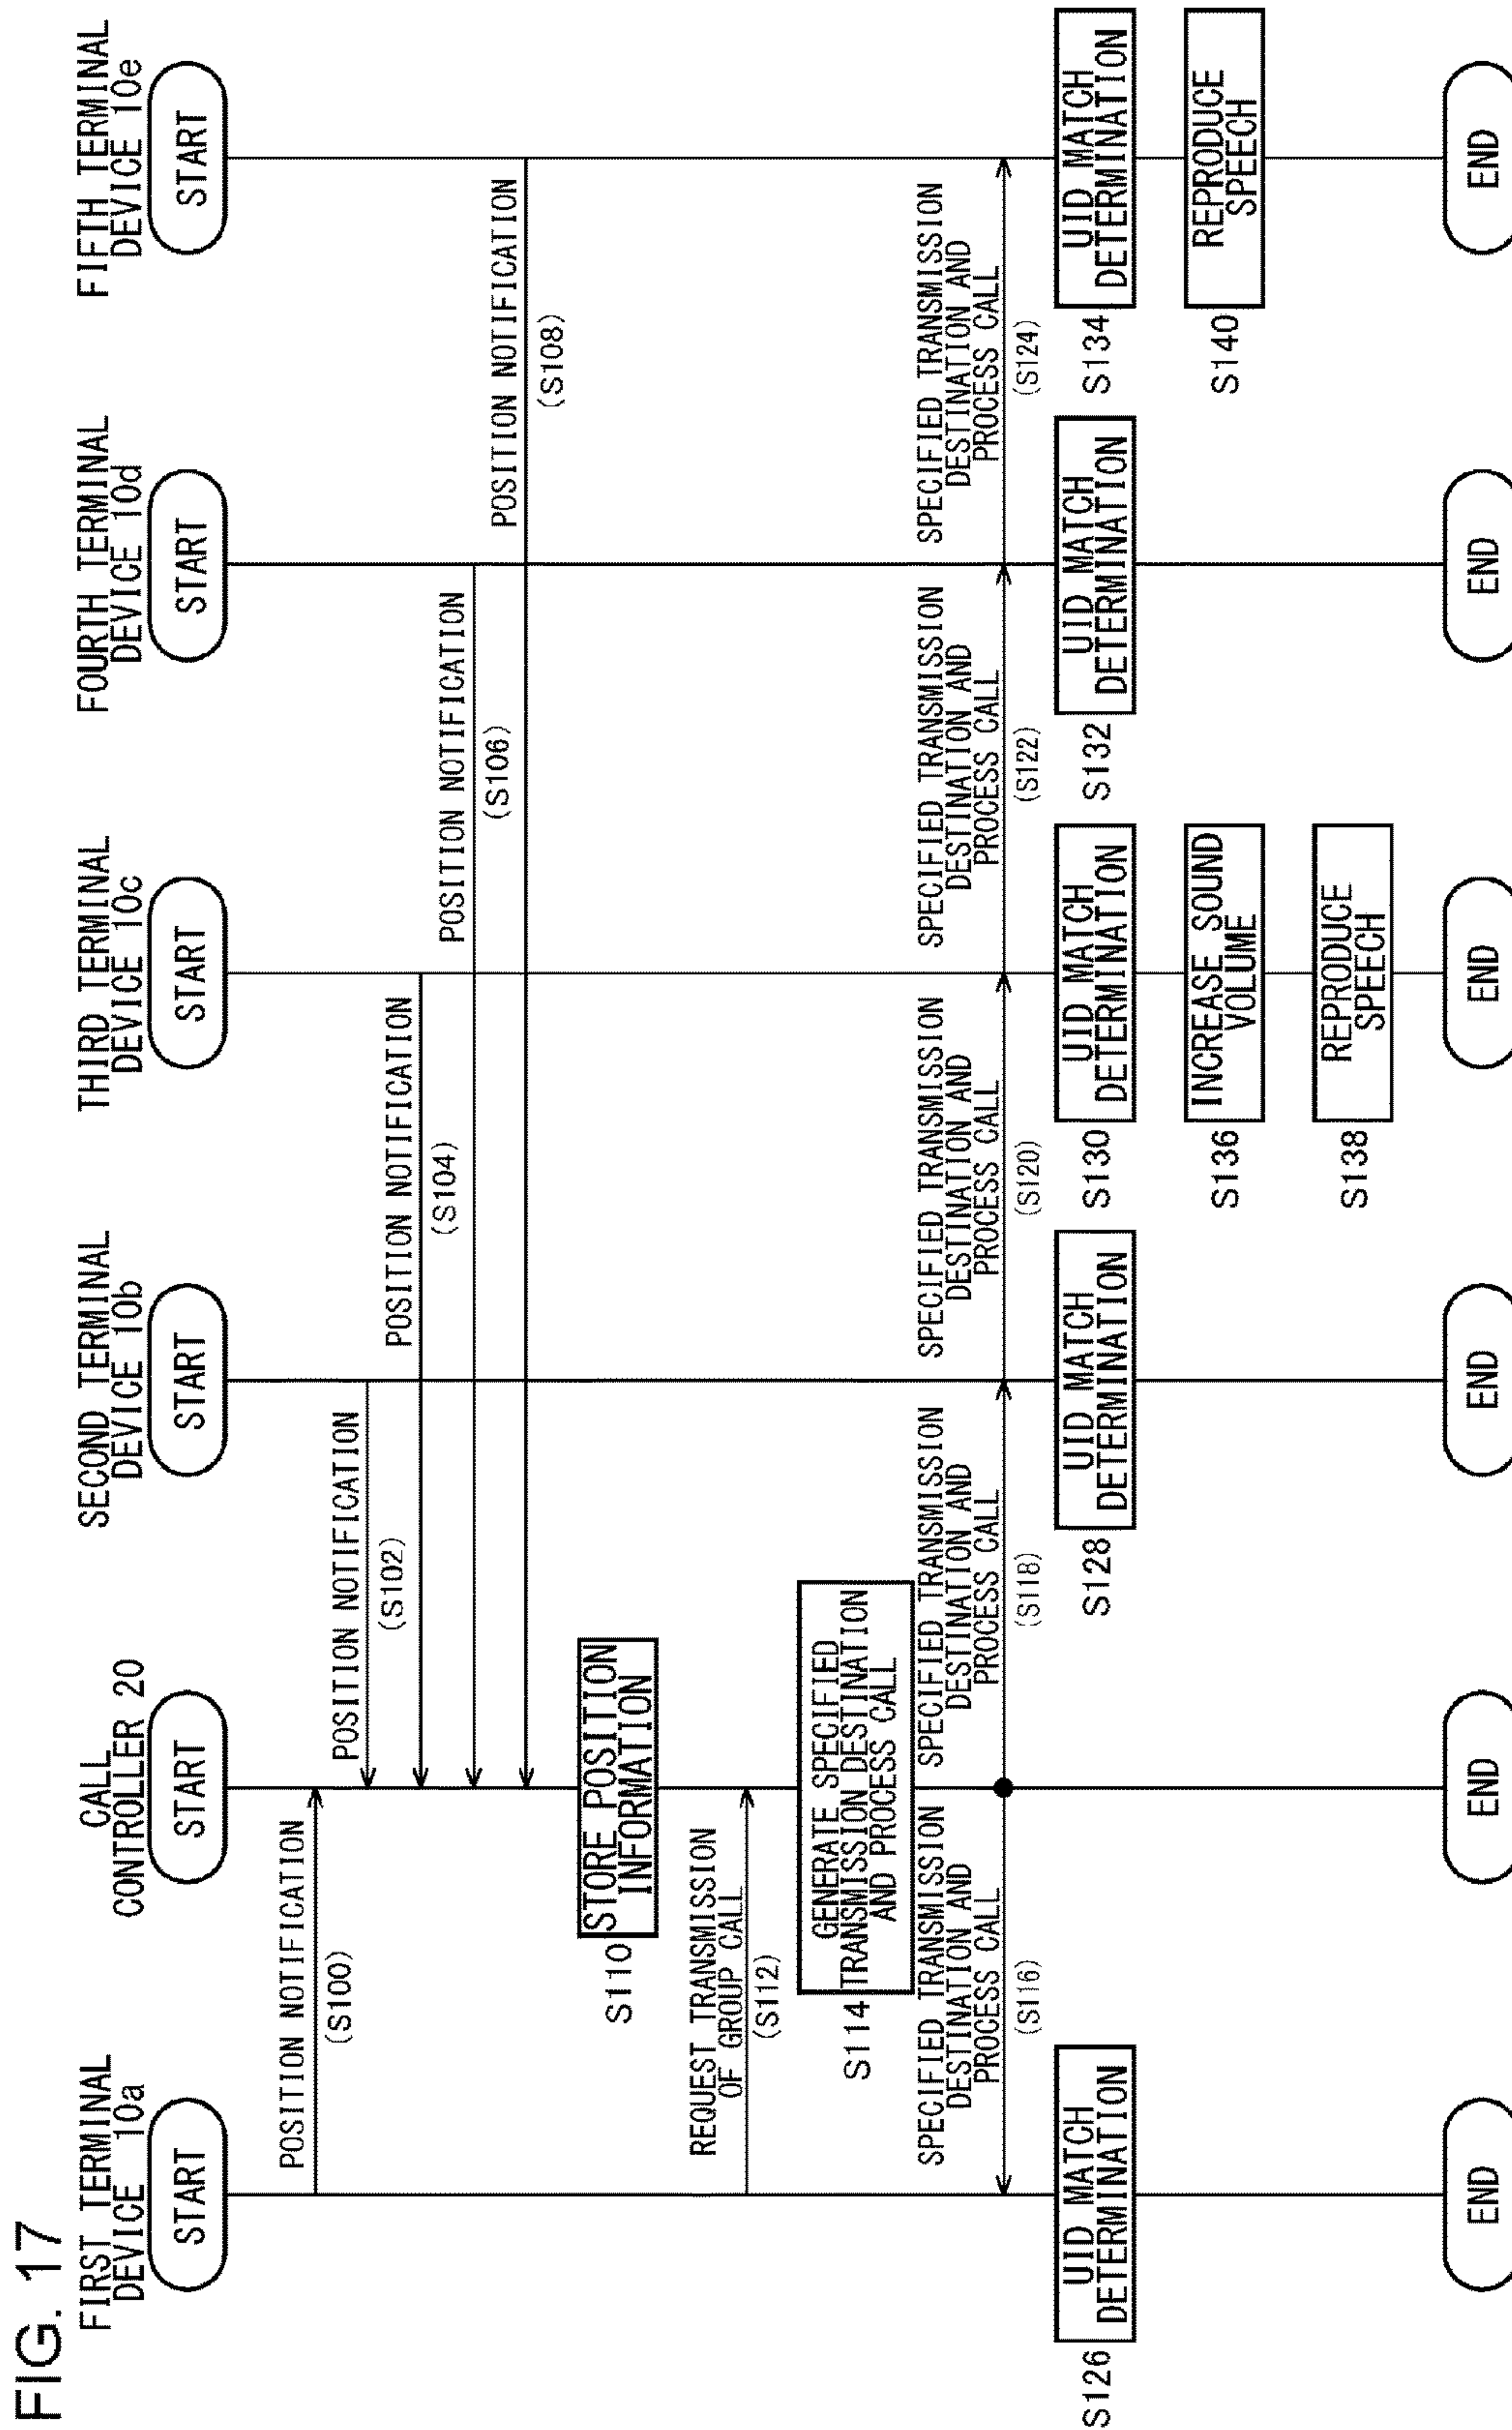 FIG. 17
FIRST TERMINAL
DEVICE 10a
CALL
CONTROLLER 20
SECOND TERMINAL
DEVICE 10b
THIRD TERMINAL
DEVICE 10c
FOURTH TERMINAL
DEVICE 10d
FIFTH TERMINAL
DEVICE 10e
START
START
START
START
START
START
POSITION NOTIFICATION
(S100)
POSITION NOTIFICATION
(S102)
POSITION NOTIFICATION
(S104)
POSITION NOTIFICATION
(S106)
POSITION NOTIFICATION
(S108)
S110
STORE POSITION
INFORMATION
REQUEST TRANSMISSION
OF GROUP CALL
(S112)
S114
GENERATE SPECIFIED
TRANSMISSION DESTINATION
AND PROCESS CALL
SPECIFIED TRANSMISSION
DESTINATION AND
PROCESS CALL
(S116)
SPECIFIED TRANSMISSION
DESTINATION AND
PROCESS CALL
(S118)
SPECIFIED TRANSMISSION
DESTINATION AND
PROCESS CALL
(S120)
SPECIFIED TRANSMISSION
DESTINATION AND
PROCESS CALL
(S122)
SPECIFIED TRANSMISSION
DESTINATION AND
PROCESS CALL
(S124)
S126
UID MATCH
DETERMINATION
S128
UID MATCH
DETERMINATION
S130
UID MATCH
DETERMINATION
S132
UID MATCH
DETERMINATION
S134
UID MATCH
DETERMINATION
S136
INCREASE SOUND
VOLUME
S140
REPRODUCE
SPEECH
S138
REPRODUCE
SPEECH
END
END
END
END
END
END